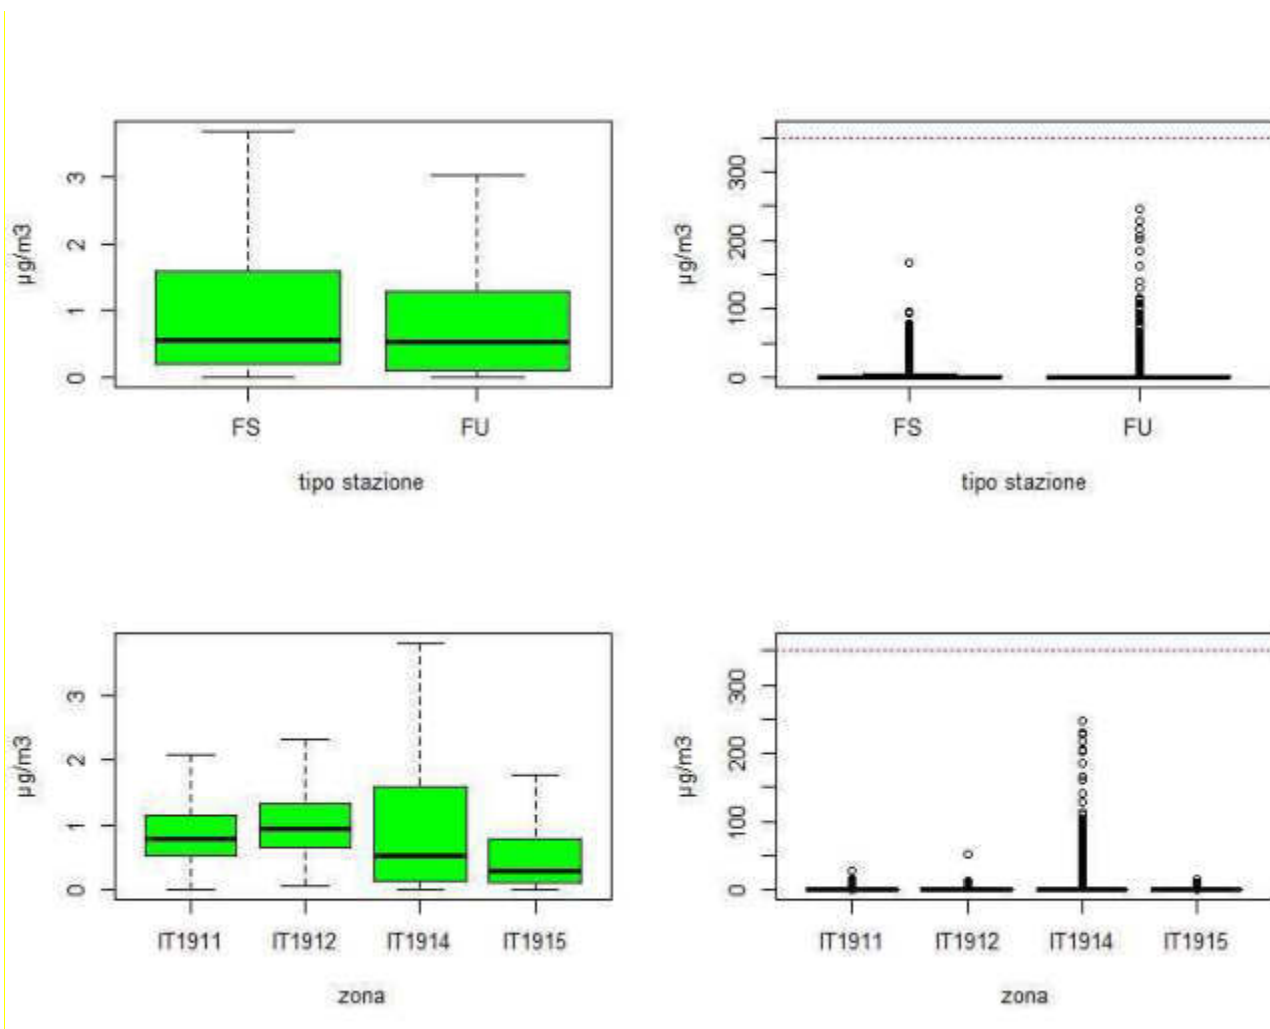 µg/m3
3
2
1
0
FS FU
tipo stazione
µg/m3
300
200
100
0
FS FU
tipo stazione
µg/m3
3
2
1
0
IT1911 IT1912 IT1914 IT1915
zona
µg/m3
300
200
100
0
IT1911 IT1912 IT1914 IT1915
zona